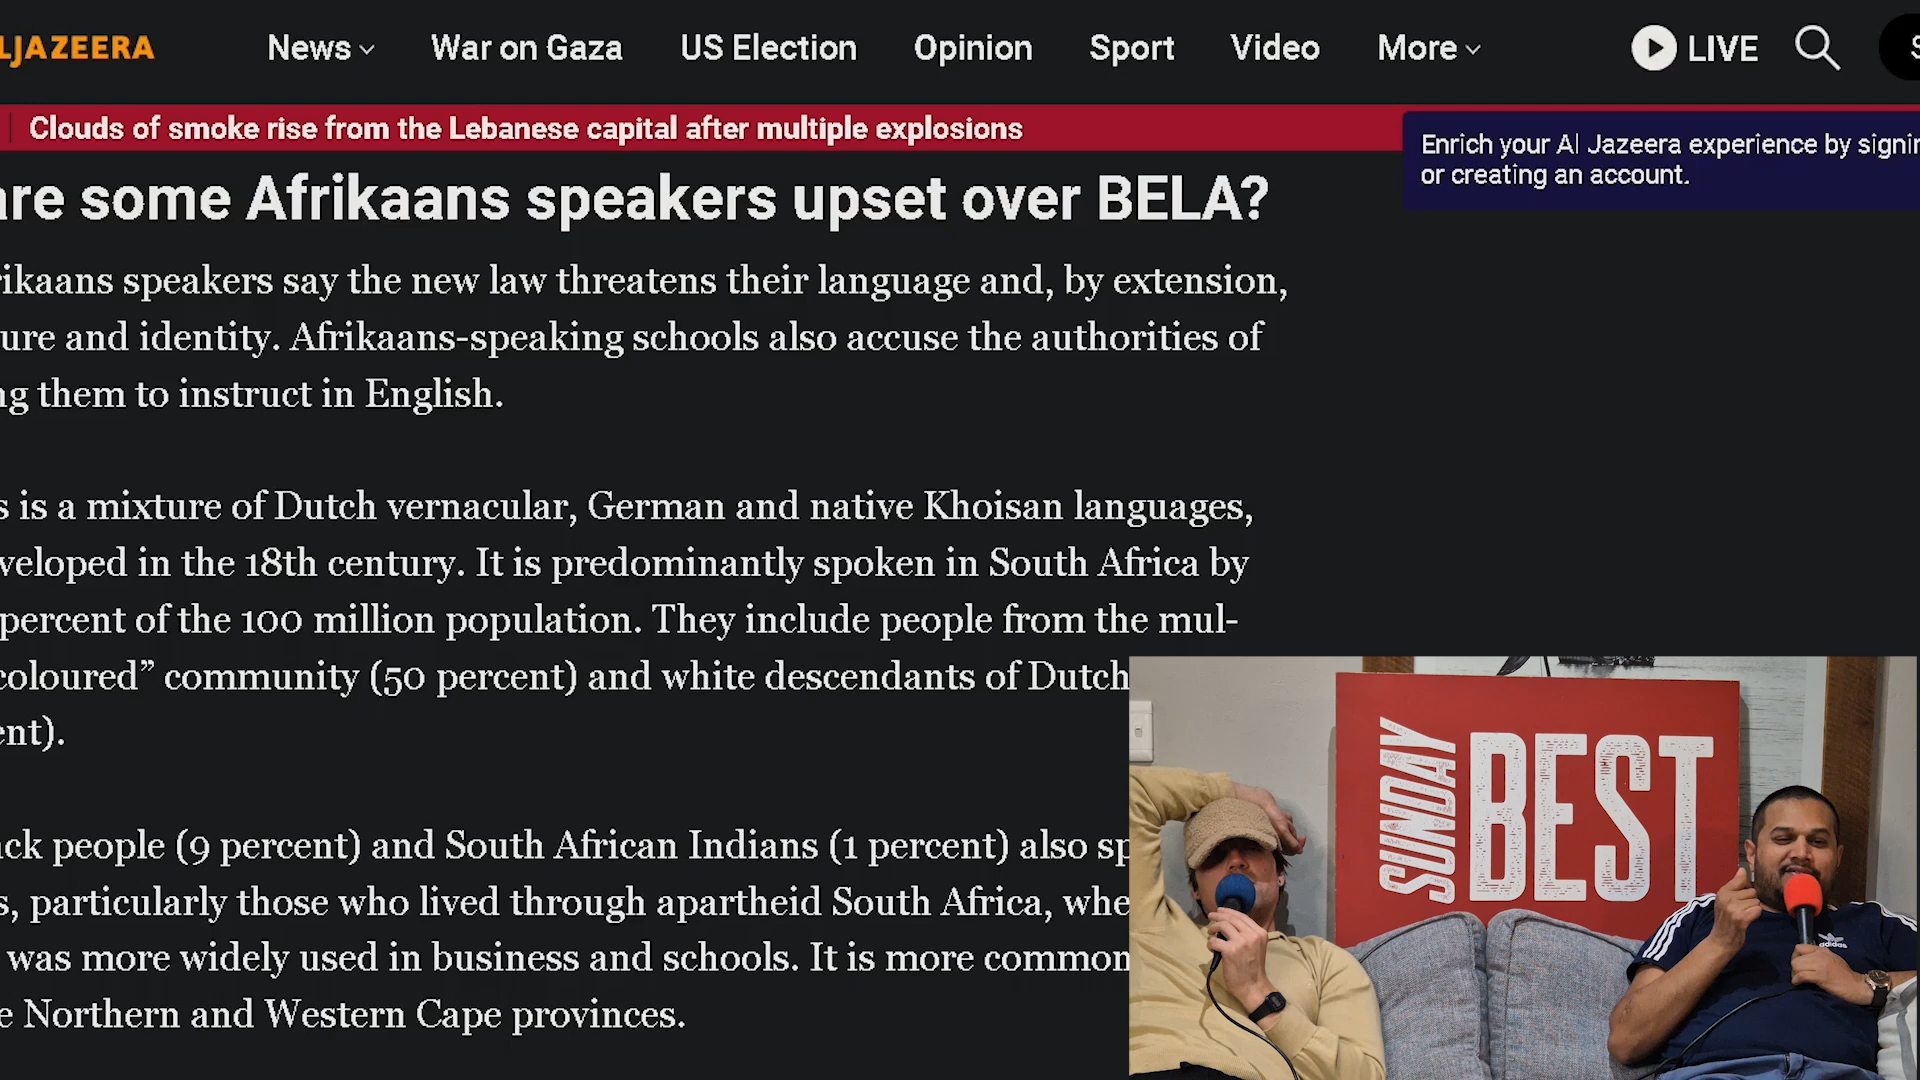 LJAZEERA
News
War on Gaza
US Election
Opinion
Sport
Video
More
LIVE
S
Clouds of smoke rise from the Lebanese capital after multiple explosions
Enrich your Al Jazeera experience by signin
or creating an account.
are some Afrikaans speakers upset over BELA?
rikaans speakers say the new law threatens their language and, by extension,
ure and identity. Afrikaans-speaking schools also accuse the authorities of
ng them to instruct in English.
s is a mixture of Dutch vernacular, German and native Khoisan languages,
veloped in the 18th century. It is predominantly spoken in South Africa by
percent of the 100 million population. They include people from the mul-
coloured” community (50 percent) and white descendants of Dutch
ent).
ack people (9 percent) and South African Indians (1 percent) also sp
s, particularly those who lived through apartheid South Africa, whe
was more widely used in business and schools. It is more common
e Northern and Western Cape provinces.
SUNDAY
BEST
adidas